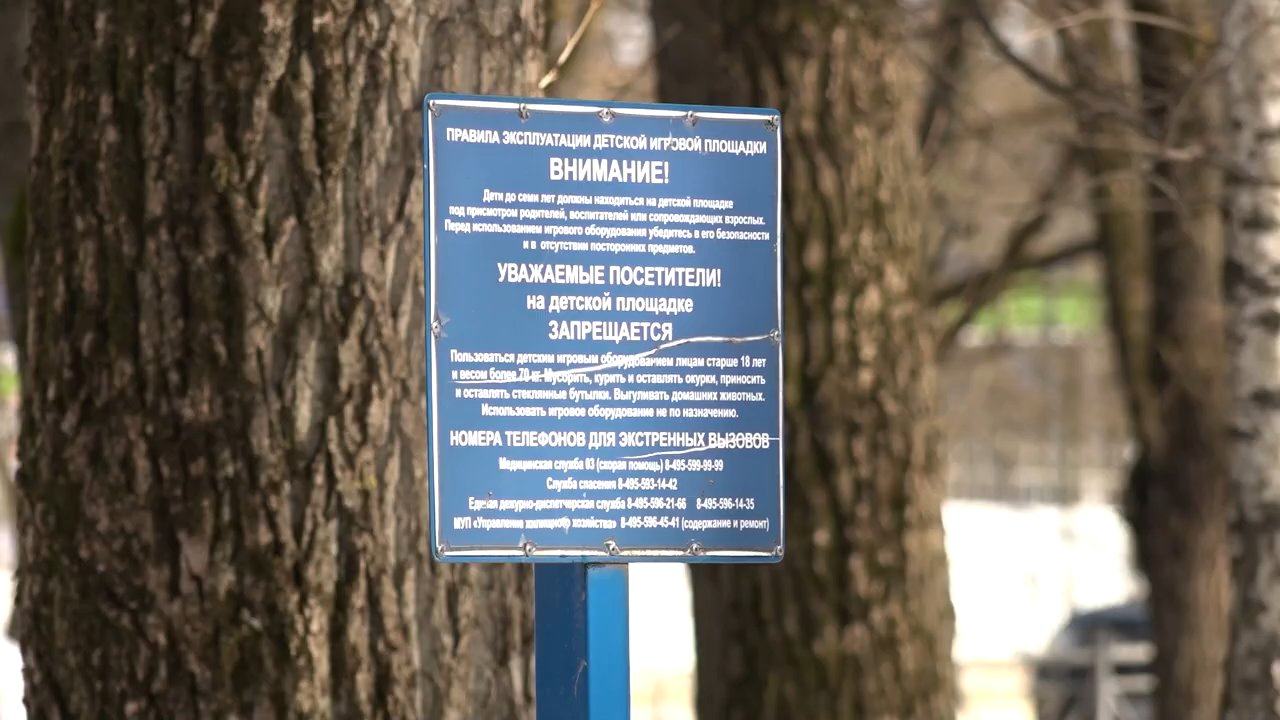 ПРАВИЛА ЭКСПЛУАТАЦИИ ДЕТСКОЙ ИГРОВОЙ ПЛОЩАДКИ
ВНИМАНИЕ!
Дети до семи лет должны находиться на детской площадке
под присмотром родителей, воспитателей или сопровождающих взрослых.
Перед использованием игрового оборудования убедитесь в его безопасности
и в отсутствии посторонних предметов.
УВАЖАЕМЫЕ ПОСЕТИТЕЛИ!
на детской площадке
ЗАПРЕЩАЕТСЯ
Пользоваться детским игровым оборудованием лицам старше 18 лет
и весом более 70 кг. Мусорить, курить и оставлять окурки, приносить
и оставлять стеклянные бутылки. Выгуливать домашних животных.
Использовать игровое оборудование не по назначению.
НОМЕРА ТЕЛЕФОНОВ ДЛЯ ЭКСТРЕННЫХ ВЫЗОВОВ
Медицинская служба 03 (скорая помощь) 8-495-599-99-99
Служба спасения 8-495-593-14-42
Единая дежурно-диспетчерская служба 8-495-596-21-66 8-495-596-14-35
МУП «Управление жилищного хозяйства» 8-495-596-45-41 (содержание и ремонт)